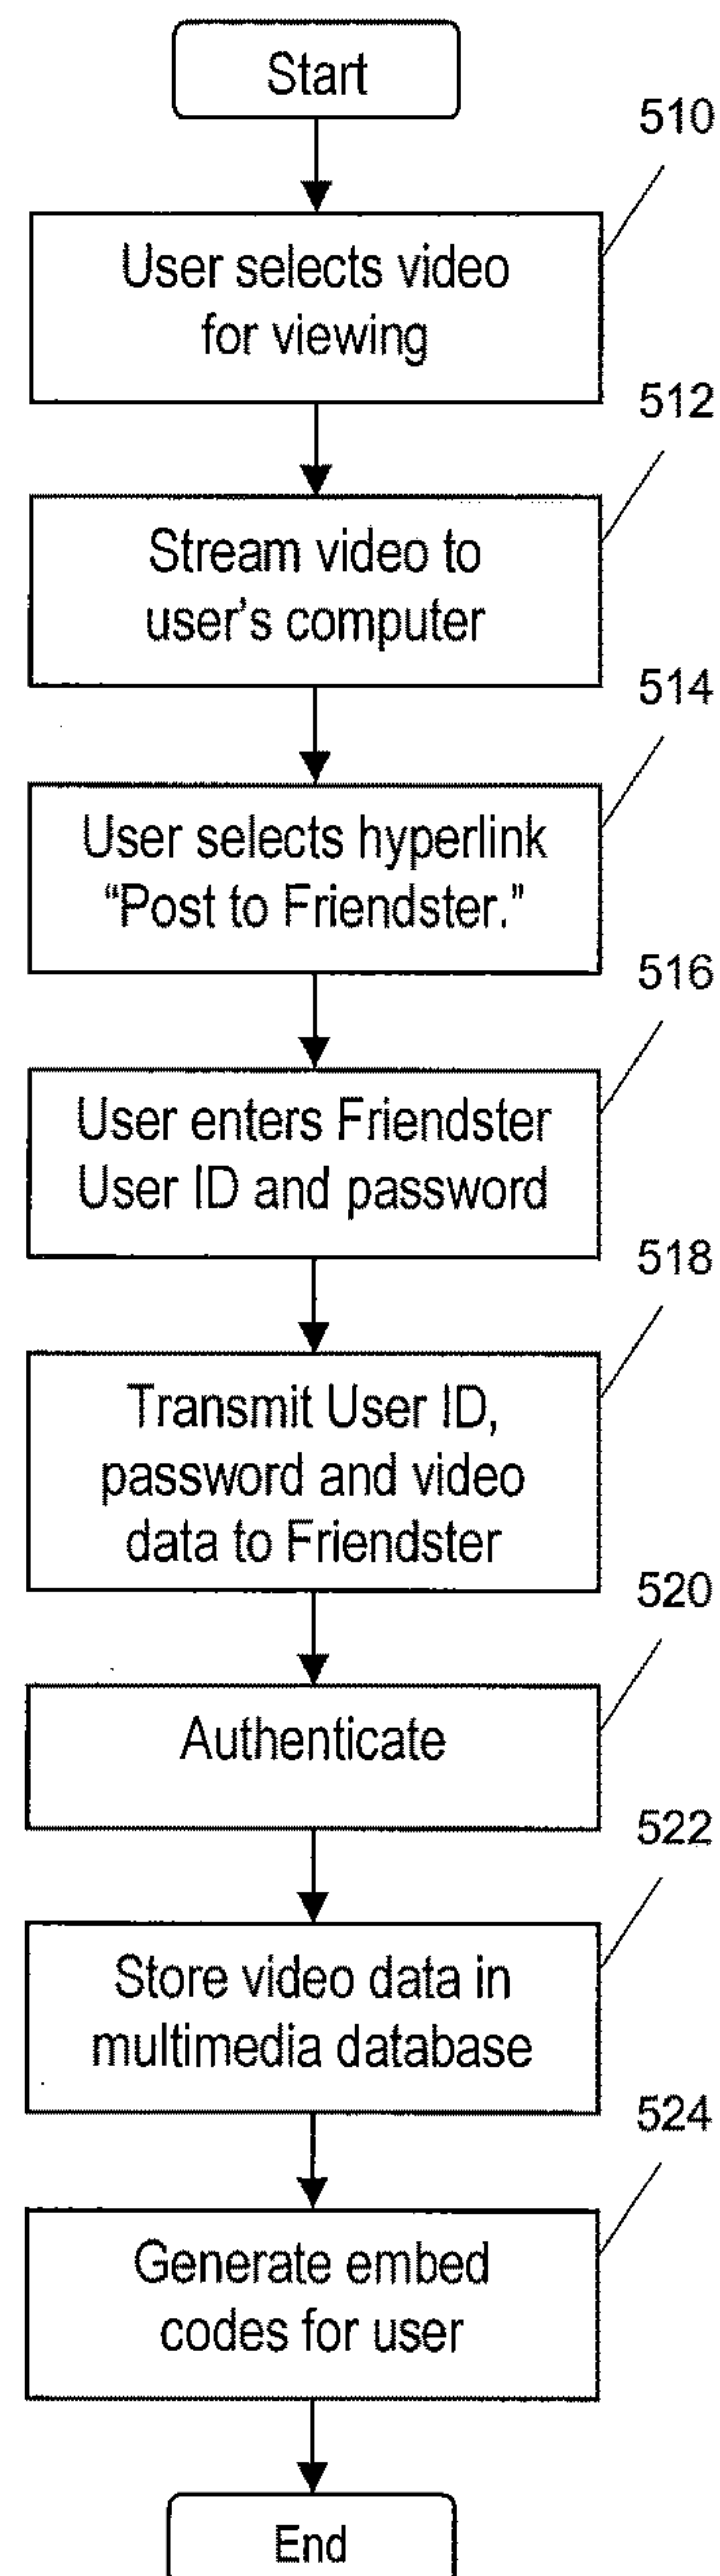 Start
510
User selects video
for viewing
512
Stream video to
user's computer
514
User selects hyperlink
“Post to Friendster.”
516
User enters Friendster
User ID and password
518
Transmit User ID,
password and video
data to Friendster
520
Authenticate
522
Store video data in
multimedia database
524
Generate embed
codes for user
End